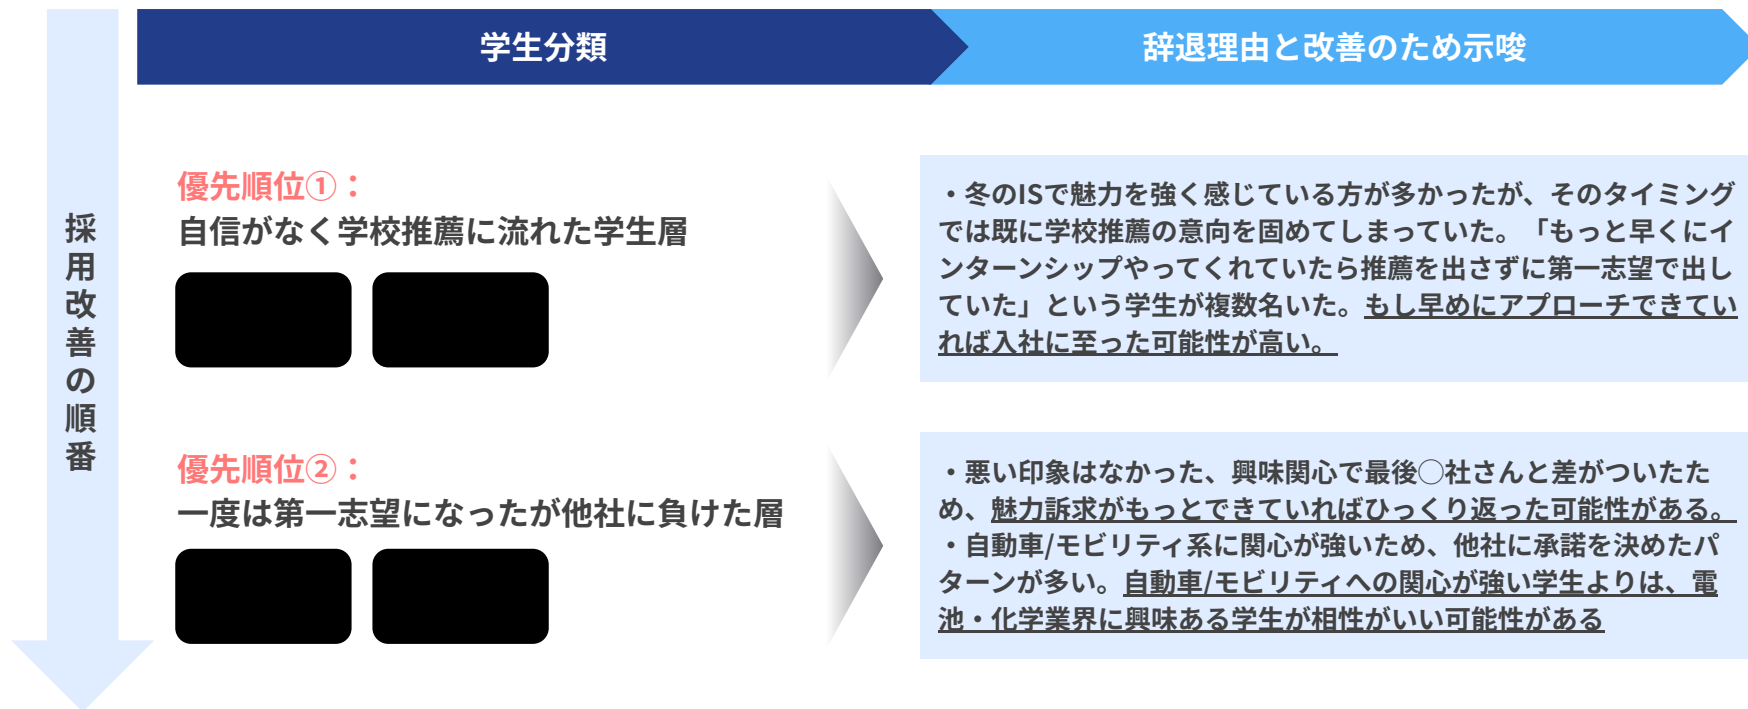 学生分類
辞退理由と改善のため示唆
採用改善の順番
優先順位①：
自信がなく学校推薦に流れた学生層
・冬のISで魅力を強く感じている方が多かったが、そのタイミング
では既に学校推薦の意向を固めてしまっていた。「もっと早くにイ
ンターンシップやってくれていたら推薦を出さずに第一志望で出し
ていた」という学生が複数名いた。もし早めにアプローチできてい
れば入社に至った可能性が高い。
優先順位②：
一度は第一志望になったが他社に負けた層
・悪い印象はなかった、興味関心で最後◯社さんと差がついたた
め、魅力訴求がもっとできていればひっくり返った可能性がある。
・自動車/モビリティ系に関心が強いため、他社に承諾を決めたパ
ターンが多い。自動車/モビリティへの関心が強い学生よりは、電
池・化学業界に興味ある学生が相性がいい可能性がある